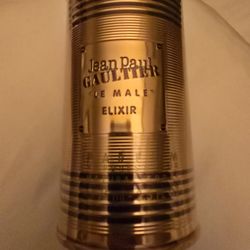 Jean Paul
GAULTIER
"LE MALE"
ELIXIR